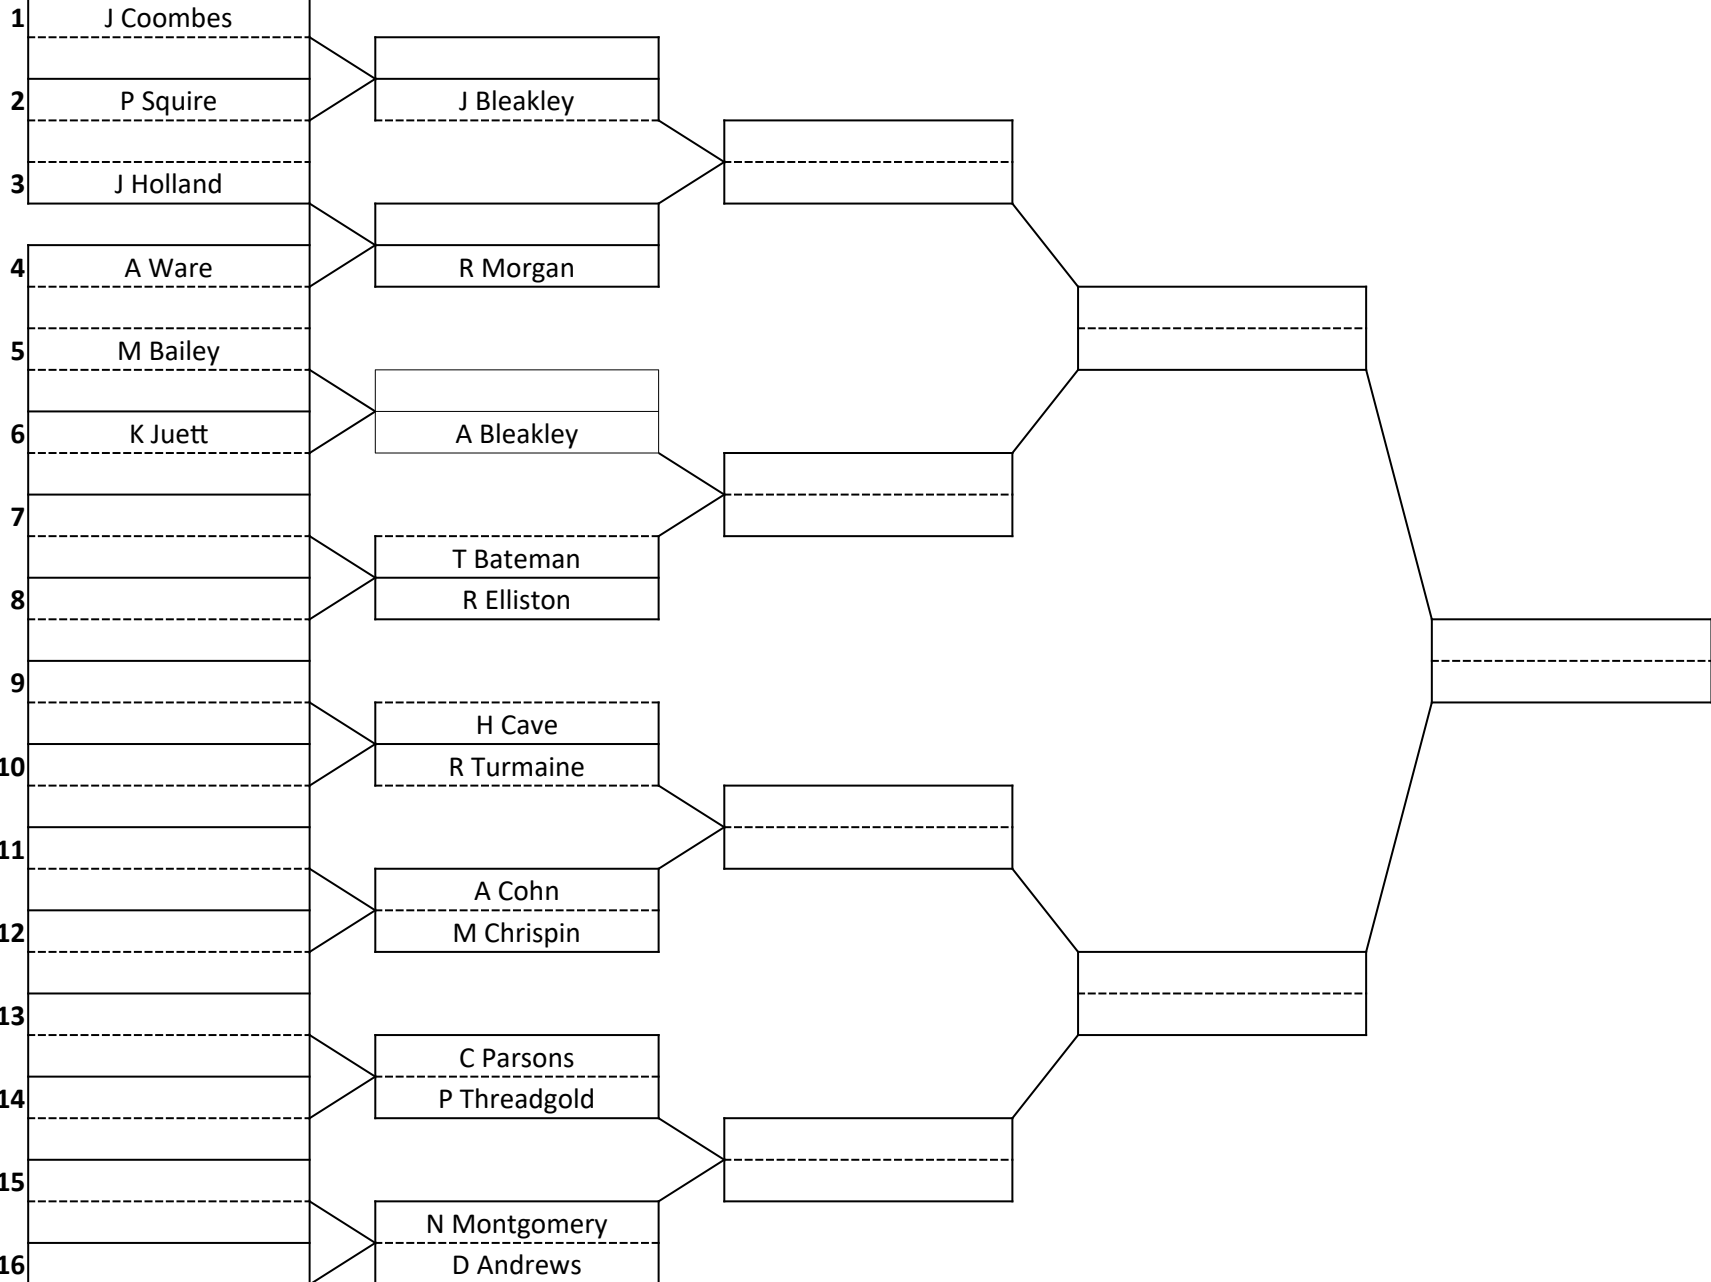 1 J Coombes
2 P Squire J Bleakley
3 J Holland
4 A Ware R Morgan
5 M Bailey
6 K Juett A Bleakley
7
T Bateman
8 R Elliston
9
H Cave
10 R Turmaine
11
A Cohn
12 M Chrispin
13
C Parsons
14 P Threadgold
15
N Montgomery
16 D Andrews